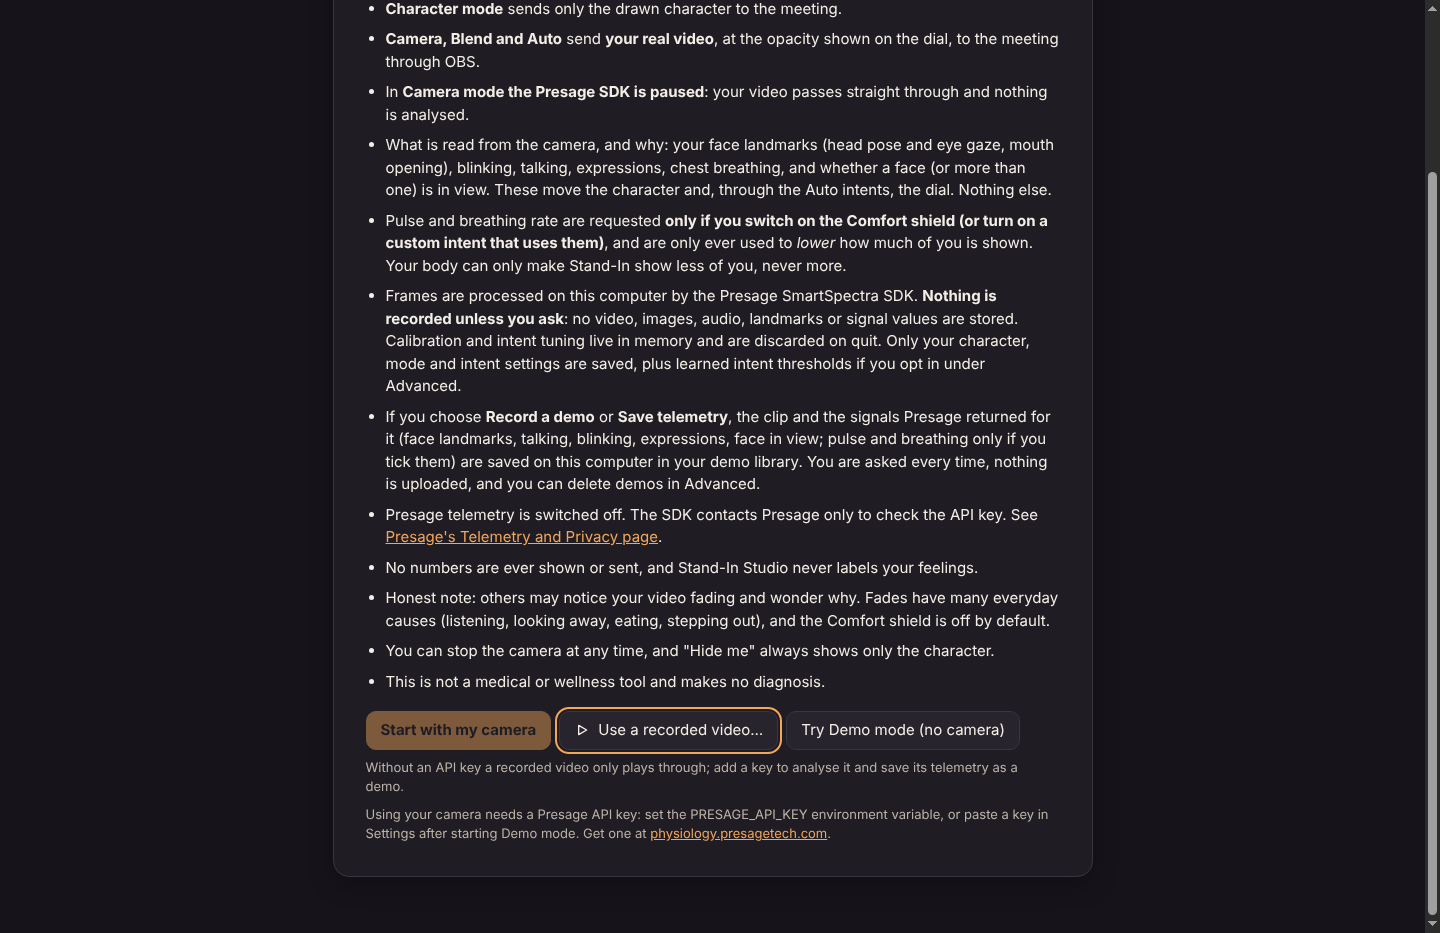 Character mode sends only the drawn character to the meeting.
Camera, Blend and Auto send your real video, at the opacity shown on the dial, to the meeting
through OBS.
In Camera mode the Presage SDK is paused: your video passes straight through and nothing
is analysed.
What is read from the camera, and why: your face landmarks (head pose and eye gaze, mouth
opening), blinking, talking, expressions, chest breathing, and whether a face (or more than
one) is in view. These move the character and, through the Auto intents, the dial. Nothing else.
Pulse and breathing rate are requested only if you switch on the Comfort shield (or turn on a
custom intent that uses them), and are only ever used to lower how much of you is shown.
Your body can only make Stand-In show less of you, never more.
Frames are processed on this computer by the Presage SmartSpectra SDK. Nothing is
recorded unless you ask: no video, images, audio, landmarks or signal values are stored.
Calibration and intent tuning live in memory and are discarded on quit. Only your character,
mode and intent settings are saved, plus learned intent thresholds if you opt in under
Advanced.
If you choose Record a demo or Save telemetry, the clip and the signals Presage returned for
it (face landmarks, talking, blinking, expressions, face in view; pulse and breathing only if you
tick them) are saved on this computer in your demo library. You are asked every time, nothing
is uploaded, and you can delete demos in Advanced.
Presage telemetry is switched off. The SDK contacts Presage only to check the API key. See
Presage's Telemetry and Privacy page.
No numbers are ever shown or sent, and Stand-In Studio never labels your feelings.
Honest note: others may notice your video fading and wonder why. Fades have many everyday
causes (listening, looking away, eating, stepping out), and the Comfort shield is off by default.
You can stop the camera at any time, and "Hide me" always shows only the character.
This is not a medical or wellness tool and makes no diagnosis.
Start with my camera
Use a recorded video...
Try Demo mode (no camera)
Without an API key a recorded video only plays through; add a key to analyse it and save its telemetry as a
demo.
Using your camera needs a Presage API key: set the PRESAGE_API_KEY environment variable, or paste a key in
Settings after starting Demo mode. Get one at physiology.presagetech.com.